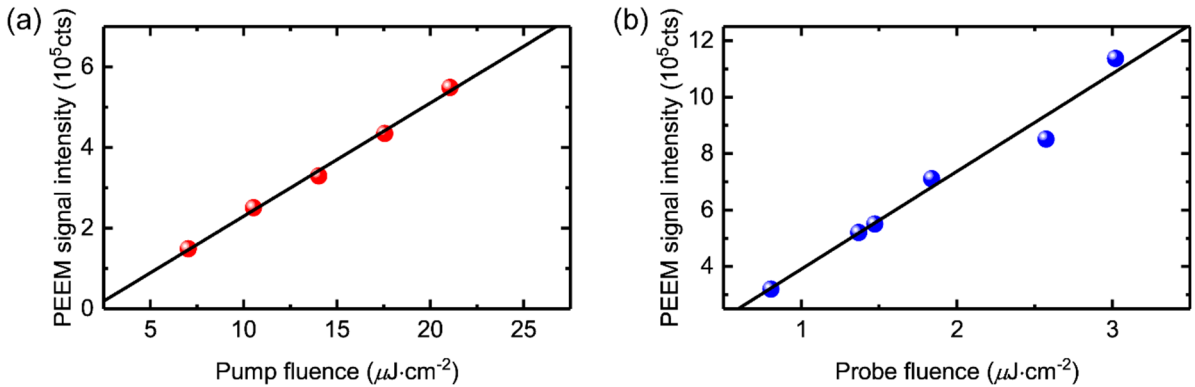 (a)
PEEM signal intensity (10⁵cts)
6
4
2
0
5 10 15 20 25
Pump fluence (μJ·cm⁻²)
(b)
PEEM signal intensity (10⁵cts)
12
10
8
6
4
1 2 3
Probe fluence (μJ·cm⁻²)